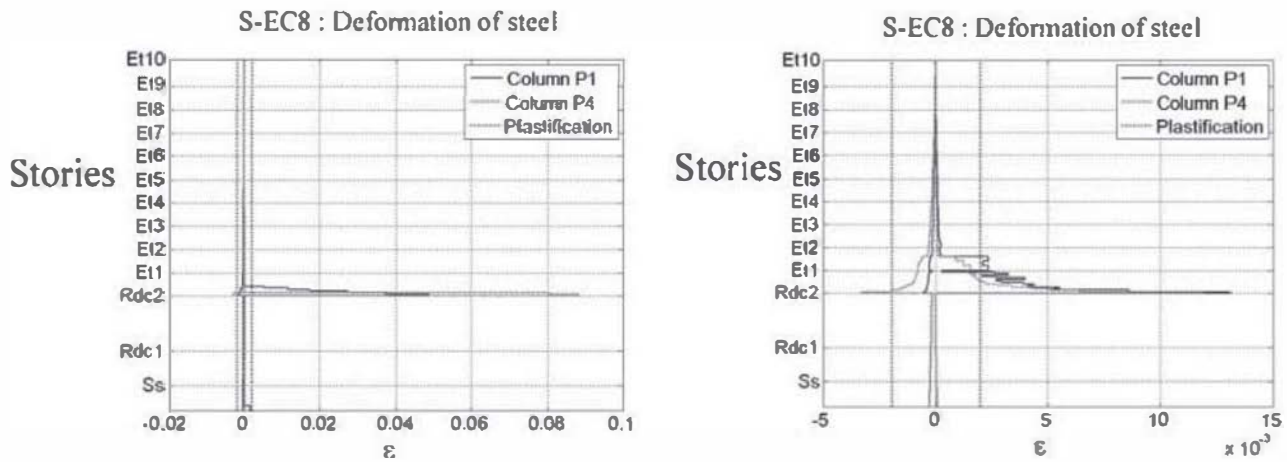 S-EC8 : Deformation of steel
Stories
Et10
Et9
Et8
Et7
Et6
Et5
Et4
Et3
Et2
Et1
Rdc2
Rdc1
Ss
Column P1
Column P4
Plastification
-0.02
0
0.02
0.04
0.06
0.08
0.1
ε
S-EC8 : Deformation of steel
Stories
Et10
Et9
Et8
Et7
Et6
Et5
Et4
Et3
Et2
Et1
Rdc2
Rdc1
Ss
Column P1
Column P4
Plastification
-5
0
5
10
15
ε
x 10⁻³